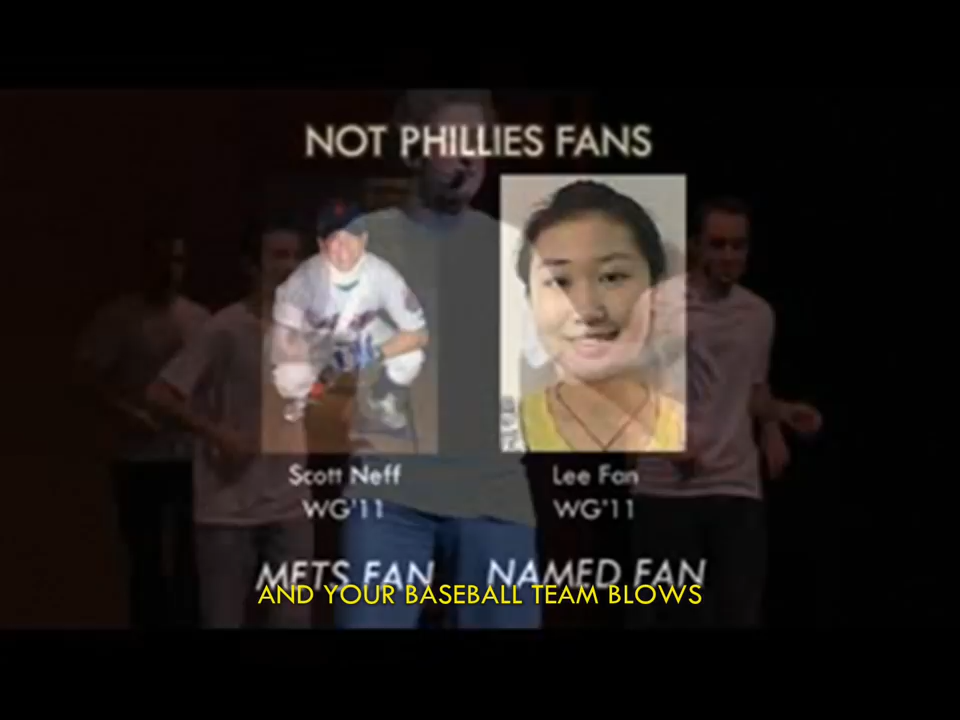 NOT PHILLIES FANS
Scott Neff
WG'11
Lee Fan
WG'11
METS FAN
NAMED FAN
AND YOUR BASEBALL TEAM BLOWS